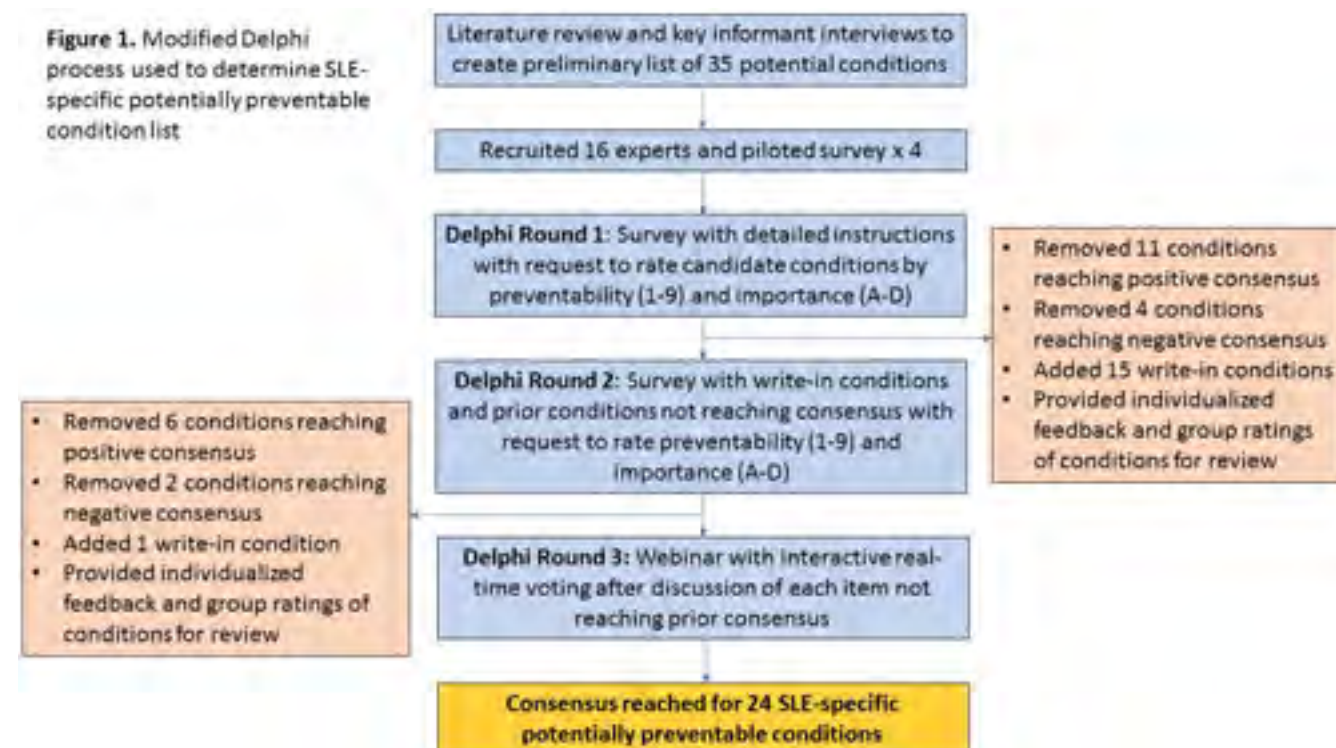 Figure 1. Modified Delphi
process used to determine SLE-
specific potentially preventable
condition list
Literature review and key informant interviews to
create preliminary list of 35 potential conditions
Recruited 16 experts and piloted survey x 4
Delphi Round 1: Survey with detailed instructions
with request to rate candidate conditions by
preventability (1-9) and importance (A-D)
• Removed 11 conditions
reaching positive consensus
• Removed 4 conditions
reaching negative consensus
• Added 15 write-in conditions
• Provided individualized
feedback and group ratings
of conditions for review
Delphi Round 2: Survey with write-in conditions
and prior conditions not reaching consensus with
request to rate preventability (1-9) and
importance (A-D)
• Removed 6 conditions reaching
positive consensus
• Removed 2 conditions reaching
negative consensus
• Added 1 write-in condition
• Provided individualized
feedback and group ratings of
conditions for review
Delphi Round 3: Webinar with interactive real-
time voting after discussion of each item not
reaching prior consensus
Consensus reached for 24 SLE-specific
potentially preventable conditions